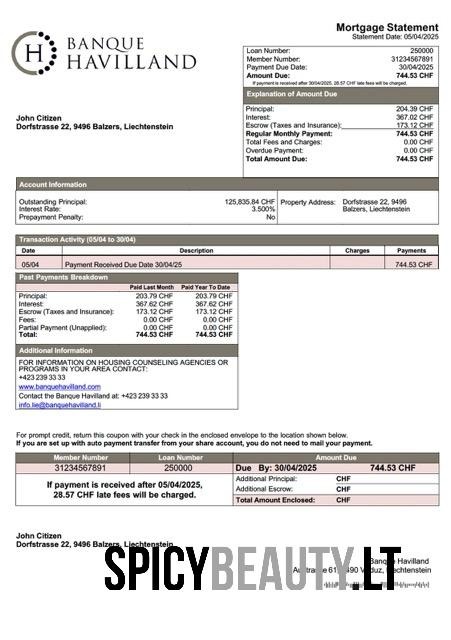 Mortgage Statement
Statement Date: 05/04/2025
BANQUE
HAVILLAND
H
Loan Number: 250000
Member Number: 31234567891
Payment Due Date: 30/04/2025
Amount Due: 744.53 CHF
If payment is received after 30/04/2025, 28.57 CHF late fees will be charged.
Explanation of Amount Due
Principal: 204.39 CHF
Interest: 367.02 CHF
Escrow (Taxes and Insurance): 173.12 CHF
Regular Monthly Payment: 744.53 CHF
Total Fees and Charges: 0.00 CHF
Overdue Payment: 0.00 CHF
Total Amount Due: 744.53 CHF
John Citizen
Dorfstrasse 22, 9496 Balzers, Liechtenstein
Account Information
Outstanding Principal: 125,835.84 CHF
Interest Rate: 3.500%
Prepayment Penalty: No
Property Address: Dorfstrasse 22, 9496
Balzers, Liechtenstein
Transaction Activity (05/04 to 30/04)
Date Description Charges Payments
05/04 Payment Received Due Date 30/04/25 744.53 CHF
Past Payments Breakdown
Paid Last Month Paid Year To Date
Principal: 203.79 CHF 203.79 CHF
Interest: 367.62 CHF 367.62 CHF
Escrow (Taxes and Insurance): 173.12 CHF 173.12 CHF
Fees: 0.00 CHF 0.00 CHF
Partial Payment (Unapplied): 0.00 CHF 0.00 CHF
Total: 744.53 CHF 744.53 CHF
Additional Information
FOR INFORMATION ON HOUSING COUNSELING AGENCIES OR
PROGRAMS IN YOUR AREA CONTACT:
+423 239 33 33
www.banquehavilland.com
Contact the Banque Havilland at: +423 239 33 33
info.lie@banquehavilland.li
For prompt credit, return this coupon with your check in the enclosed envelope to the location shown below.
If you are set up with auto payment transfer from your share account, you do not need to mail your payment.
Member Number Loan Number Amount Due
31234567891 250000 Due By: 30/04/2025 744.53 CHF
If payment is received after 05/04/2025,
28.57 CHF late fees will be charged.
Additional Principal: CHF
Additional Escrow: CHF
Total Amount Enclosed: CHF
John Citizen
Dorfstrasse 22, 9496 Balzers, Liechtenstein
SPICYBEAUTY.LT
Banque Havilland
Liechtenstein